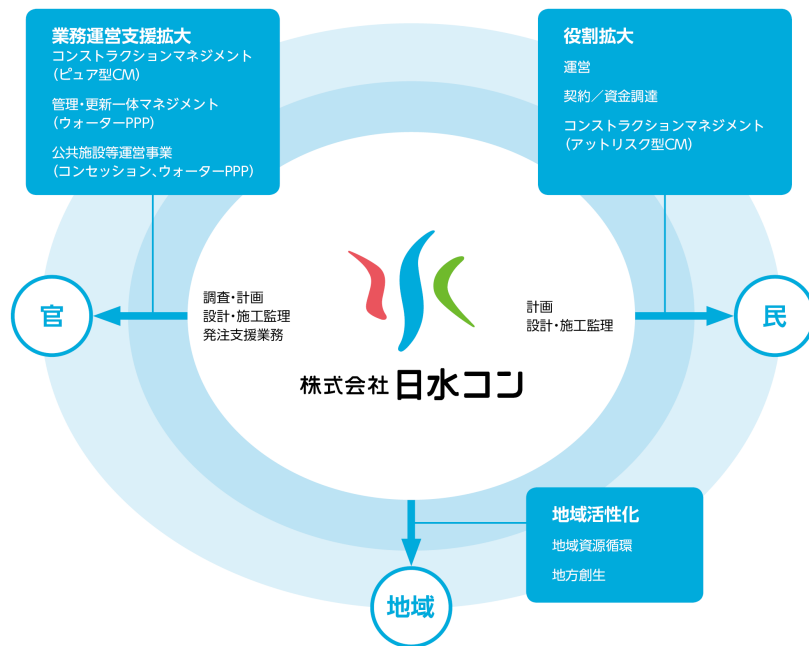 業務運営支援拡大
コンストラクションマネジメント
(ピュア型CM)
管理・更新一体マネジメント
(ウォーターPPP)
公共施設等運営事業
(コンセッション、ウォーターPPP)
役割拡大
運営
契約／資金調達
コンストラクションマネジメント
(アットリスク型CM)
官
調査・計画
設計・施工監理
発注支援業務
計画
設計・施工監理
民
株式会社 日水コン
地域活性化
地域資源循環
地方創生
地域